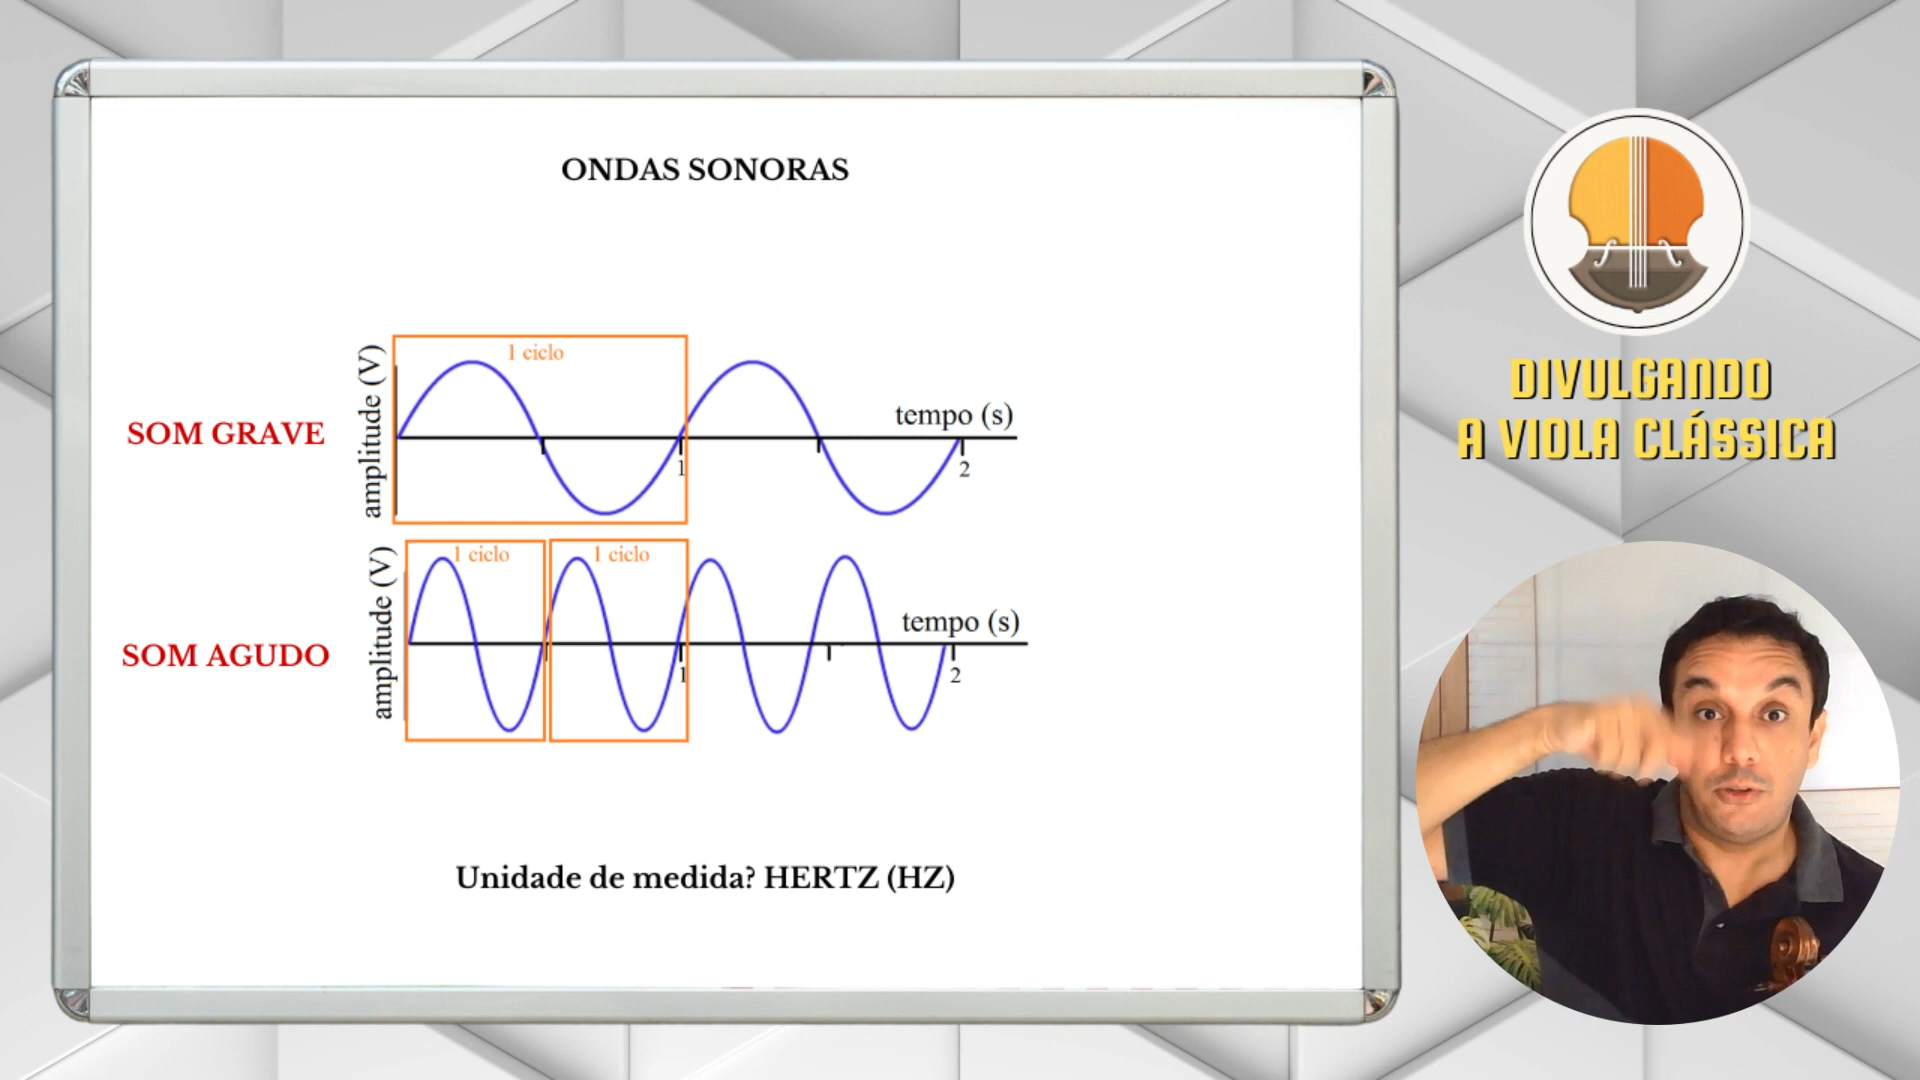 ONDAS SONORAS
SOM GRAVE
amplitude (V)
1 ciclo
tempo (s)
1
2
SOM AGUDO
amplitude (V)
1 ciclo
1 ciclo
tempo (s)
1
2
Unidade de medida? HERTZ (HZ)
DIVULGANDO
A VIOLA CLÁSSICA